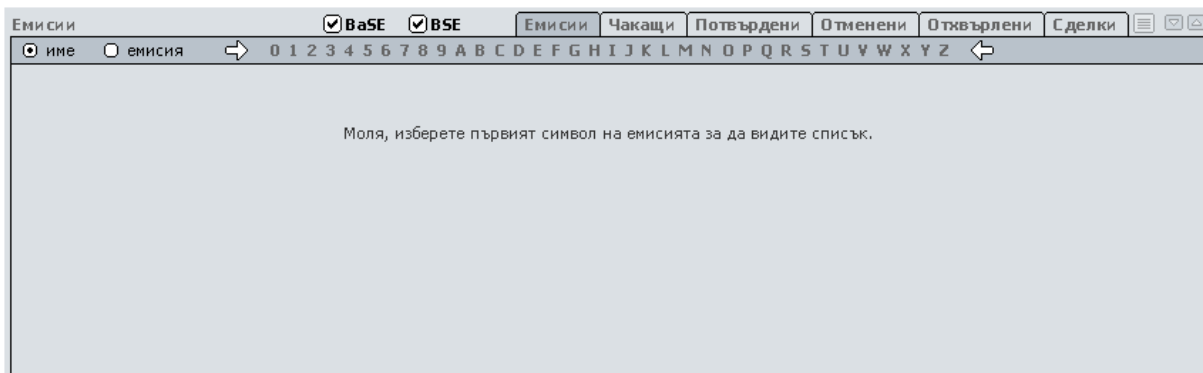 Емисии BaSE BSE Емисии Чакащи Потвърдени Отменени Отхвърлени Сделки
име емисия 0 1 2 3 4 5 6 7 8 9 A B C D E F G H I J K L M N O P Q R S T U V W X Y Z
Моля, изберете първият символ на емисията за да видите списък.